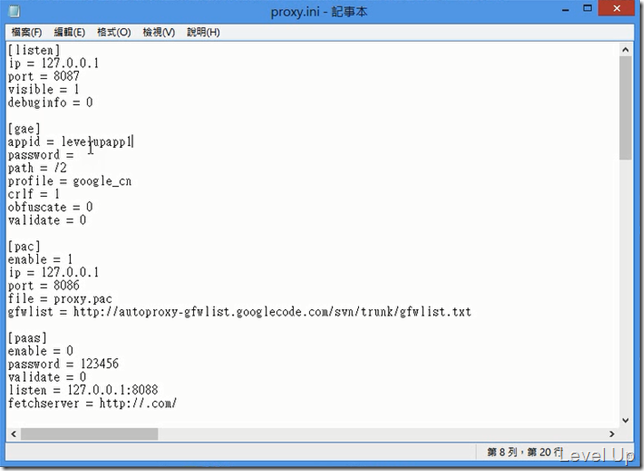 proxy.ini - 記事本
檔案(F) 編輯(E) 格式(O) 檢視(V) 說明(H)
[listen]
ip = 127.0.0.1
port = 8087
visible = 1
debuginfo = 0
[gae]
appid = levelupapp1
password =
path = /2
profile = google_cn
crlf = 1
obfuscate = 0
validate = 0
[pac]
enable = 1
ip = 127.0.0.1
port = 8086
file = proxy.pac
gfwlist = http://autoproxy-gfwlist.googlecode.com/svn/trunk/gfwlist.txt
[paas]
enable = 0
password = 123456
validate = 0
listen = 127.0.0.1:8088
fetchserver = http://.com/
第 8 列，第 20 行
Level Up